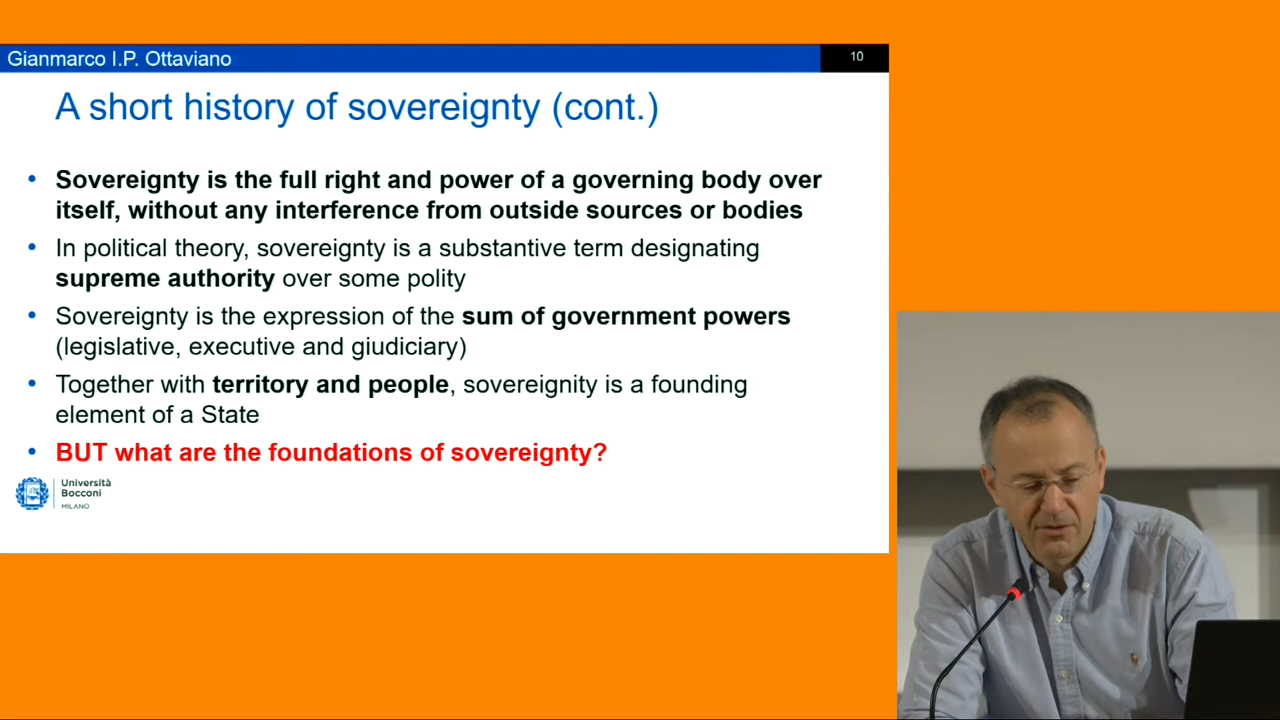 Gianmarco I.P. Ottaviano
10
A short history of sovereignty (cont.)
• Sovereignty is the full right and power of a governing body over
itself, without any interference from outside sources or bodies
• In political theory, sovereignty is a substantive term designating
supreme authority over some polity
• Sovereignty is the expression of the sum of government powers
(legislative, executive and giudiciary)
• Together with territory and people, sovereignity is a founding
element of a State
• BUT what are the foundations of sovereignty?
Università
Bocconi
MILANO